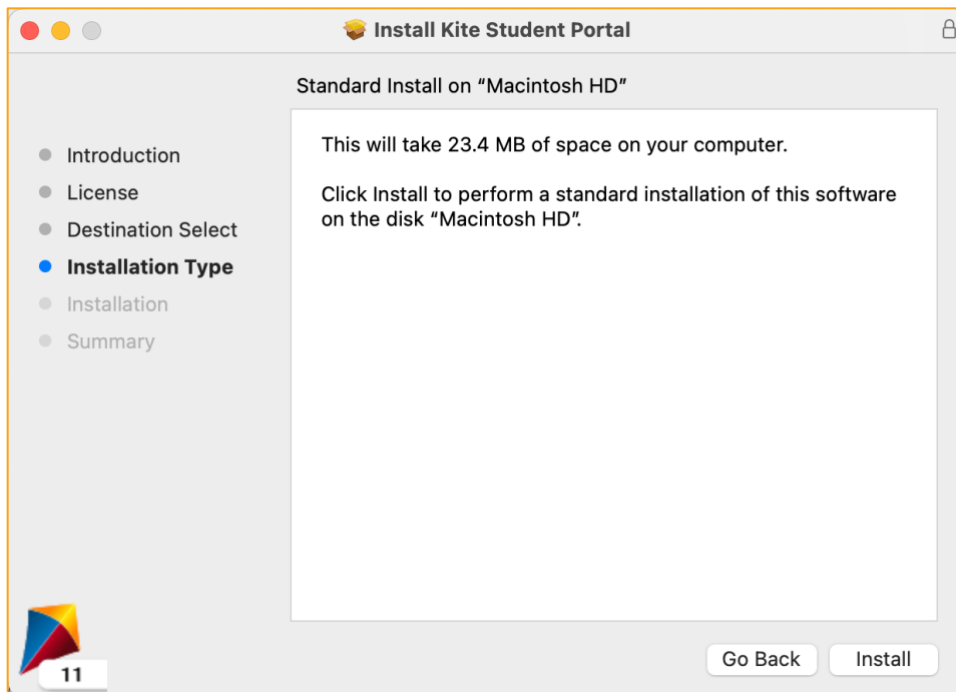 Install Kite Student Portal
Standard Install on “Macintosh HD”
Introduction
License
Destination Select
Installation Type
Installation
Summary
This will take 23.4 MB of space on your computer.
Click Install to perform a standard installation of this software
on the disk “Macintosh HD”.
11
Go Back
Install